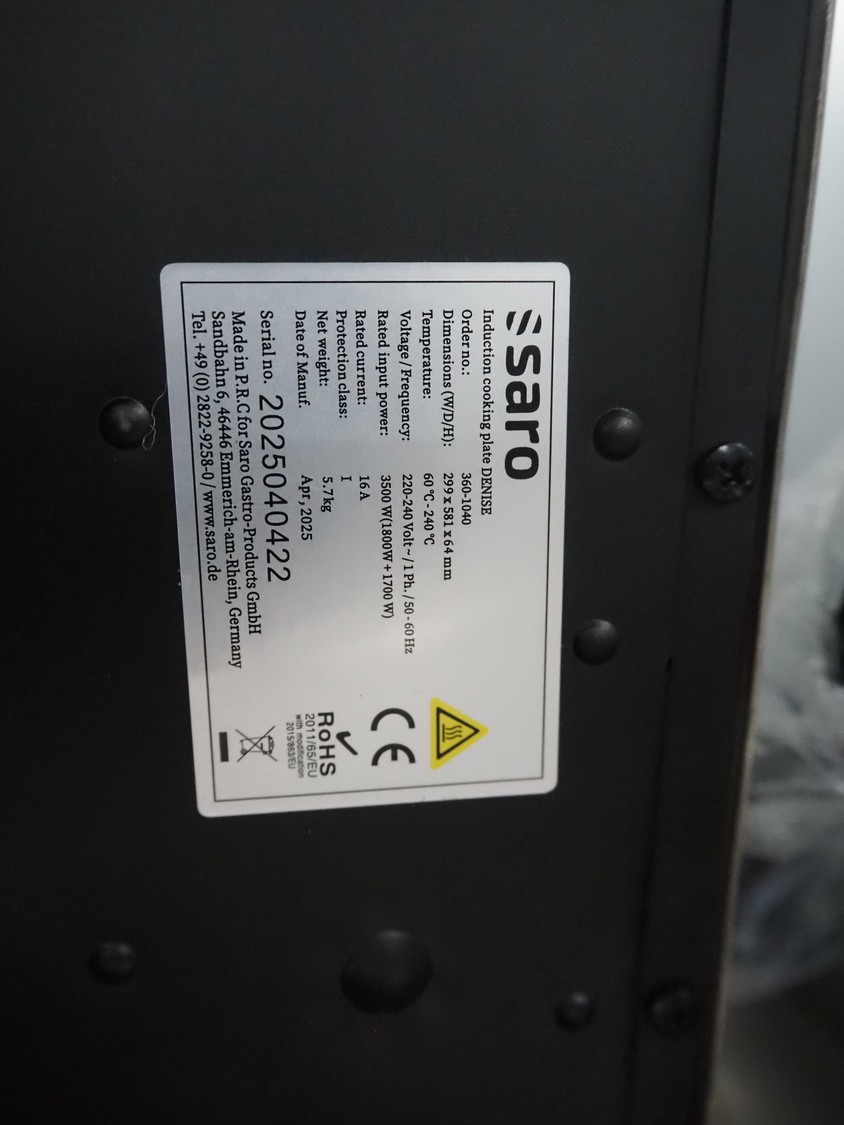 saro
Induction cooking plate DENISE
Order no.: 360-1040
Dimensions (W/D/H): 299 x 581 x 64 mm
Temperature: 60 °C - 240 °C
Voltage / Frequency: 220-240 Volt ~ / 1 Ph. / 50 - 60 Hz
Rated input power: 3500 W(1800W + 1700 W)
Rated current: 16 A
Protection class: I
Net weight: 5.7 kg
Date of Manuf. Apr, 2025
Serial no. 2025040422
Made in P.R.C for Saro Gastro-Products GmbH
Sandbahn 6, 46446 Emmerich-am-Rhein, Germany
Tel. +49 (0) 2822-9258-0 / www.saro.de
CE
RoHS
2011/65/EU
with modification
2015/863/EU